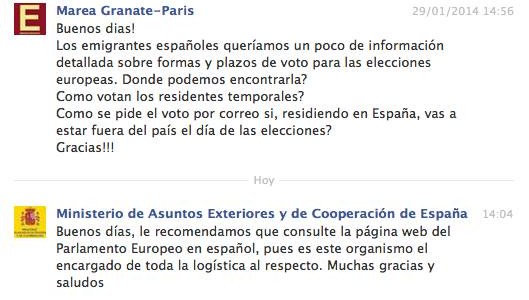 Marea Granate-Paris 29/01/2014 14:56
Buenos dias!
Los emigrantes españoles queríamos un poco de información
detallada sobre formas y plazos de voto para las elecciones
europeas. Donde podemos encontrarla?
Como votan los residentes temporales?
Como se pide el voto por correo si, residiendo en España, vas a
estar fuera del país el día de las elecciones?
Gracias!!!
Hoy
Ministerio de Asuntos Exteriores y de Cooperación de España 14:04
Buenos días, le recomendamos que consulte la página web del
Parlamento Europeo en español, pues es este organismo el
encargado de toda la logística al respecto. Muchas gracias y
saludos